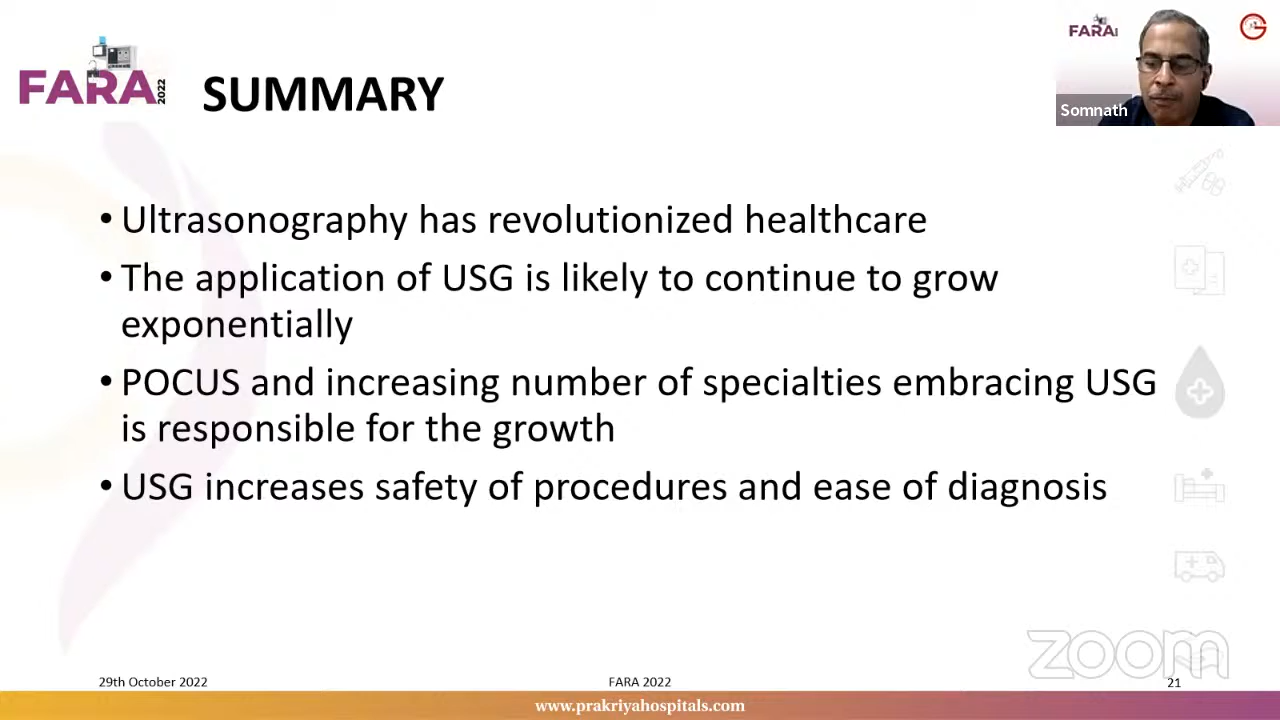 FARA 2022
SUMMARY
FARA
Somnath
• Ultrasonography has revolutionized healthcare
• The application of USG is likely to continue to grow
exponentially
• POCUS and increasing number of specialties embracing USG
is responsible for the growth
• USG increases safety of procedures and ease of diagnosis
zoom
29th October 2022
FARA 2022
21
www.prakriyahospitals.com